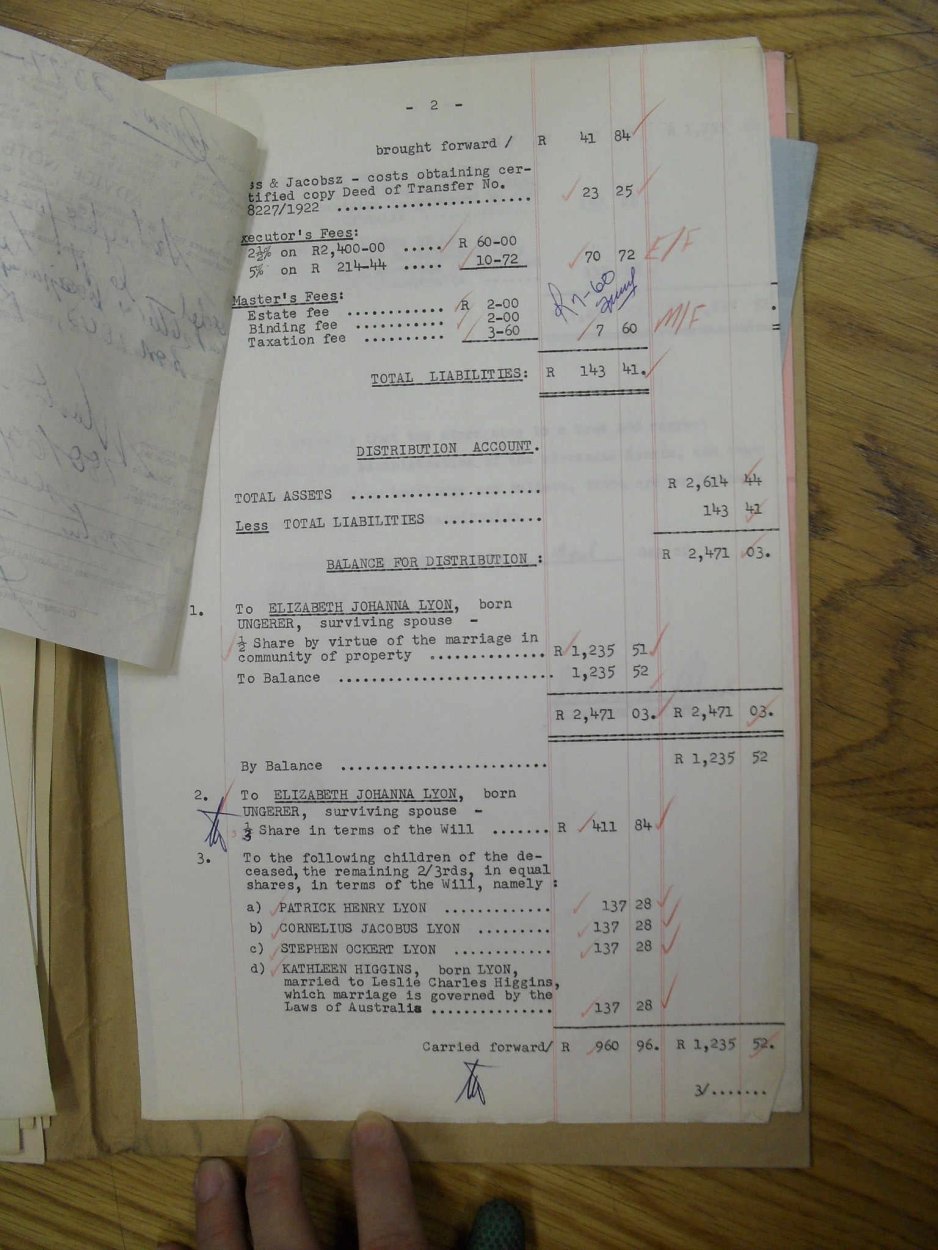 - 2 -
brought forward / R 41 84
ss & Jacobsz - costs obtaining cer-
tified copy Deed of Transfer No.
8227/1922 .......................... 23 25
xecutor's Fees:
2½% on R2,400-00 ..... R 60-00
5% on R 214-44 ..... 10-72 70 72 E/F
R7-60
Master's Fees:
Estate fee ............ R 2-00
Binding fee ........... 2-00
Taxation fee .......... 3-60 7 60 M/F
TOTAL LIABILITIES: R 143 41.
DISTRIBUTION ACCOUNT.
TOTAL ASSETS ......................... R 2,614 44
Less TOTAL LIABILITIES ............. 143 41
BALANCE FOR DISTRIBUTION : R 2,471 03.
1. To ELIZABETH JOHANNA LYON, born
UNGERER, surviving spouse -
½ Share by virtue of the marriage in
community of property ............... R 1,235 51
To Balance ........................... 1,235 52
R 2,471 03. R 2,471 03.
By Balance ......................... R 1,235 52
2. To ELIZABETH JOHANNA LYON, born
UNGERER, surviving spouse -
⅓ Share in terms of the Will ....... R 411 84
3. To the following children of the de-
ceased, the remaining 2/3rds, in equal
shares, in terms of the Will, namely :
a) PATRICK HENRY LYON ............. 137 28
b) CORNELIUS JACOBUS LYON ......... 137 28
c) STEPHEN OCKERT LYON ............ 137 28
d) KATHLEEN HIGGINS, born LYON,
married to Leslie Charles Higgins,
which marriage is governed by the
Laws of Australia ............... 137 28
Carried forward/ R 960 96. R 1,235 52.
3/.......